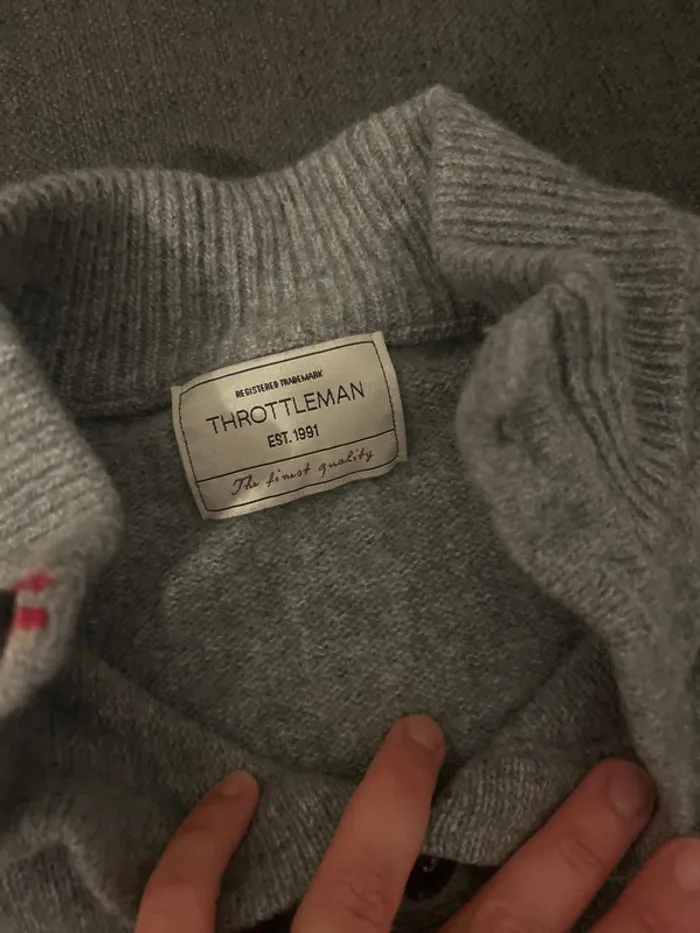 REGISTERED TRADEMARK
THROTTLEMAN
EST. 1991
The finest quality